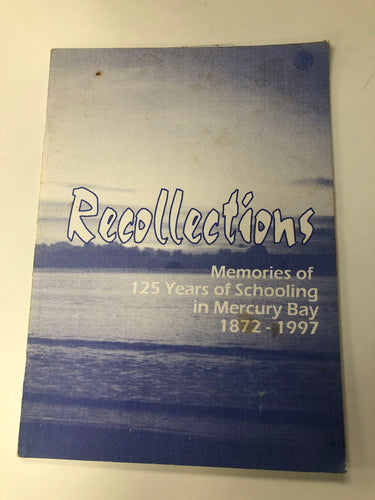 Recollections
Memories of
125 Years of Schooling
in Mercury Bay
1872 - 1997